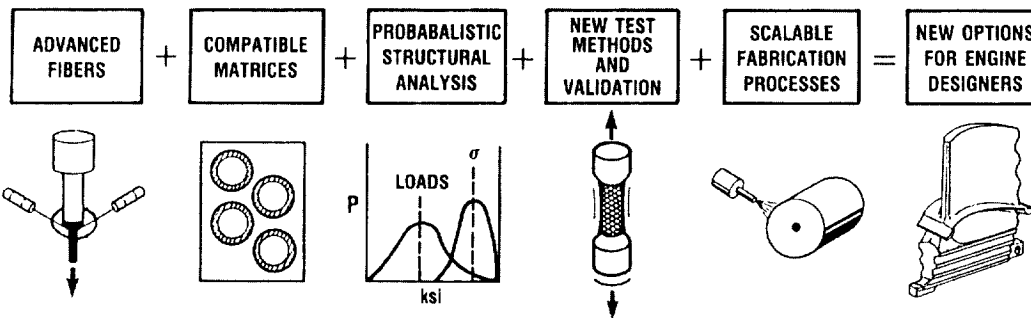 ADVANCED
FIBERS
+
COMPATIBLE
MATRICES
+
PROBABALISTIC
STRUCTURAL
ANALYSIS
+
NEW TEST
METHODS
AND
VALIDATION
+
SCALABLE
FABRICATION
PROCESSES
=
NEW OPTIONS
FOR ENGINE
DESIGNERS
P
LOADS
σ
ksi